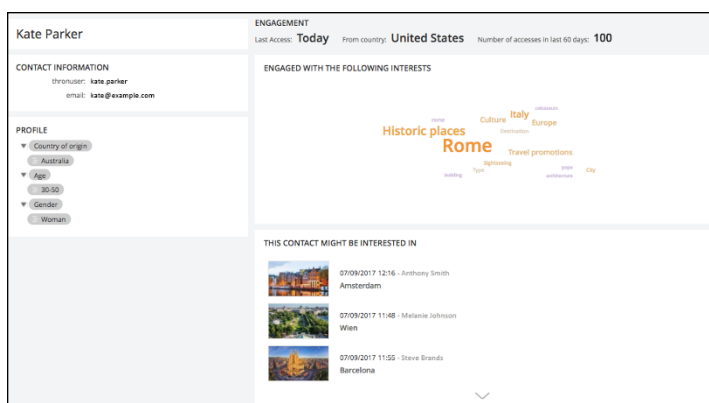 Kate Parker
ENGAGEMENT
Last Access: Today From country: United States Number of accesses in last 60 days: 100
CONTACT INFORMATION
thronuser: kate.parker
email: kate@example.com
PROFILE
Country of origin
Australia
Age
30-50
Gender
Woman
ENGAGED WITH THE FOLLOWING INTERESTS
colosseum
Italy
Culture
Europe
Historic places
Destination
Rome
Travel promotions
Sightseeing
Type
pope
City
building
architecture
THIS CONTACT MIGHT BE INTERESTED IN
07/09/2017 12:16 - Anthony Smith
Amsterdam
07/09/2017 11:48 - Melanie Johnson
Wien
07/09/2017 11:55 - Steve Brands
Barcelona